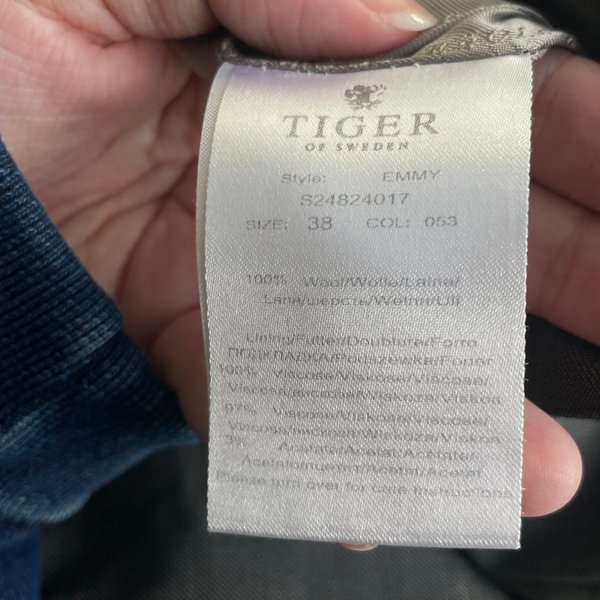 TIGER
OF SWEDEN
Style: EMMY
S24824017
SIZE: 38 COL: 053
100% Wool/Wolle/Laine/
Lana/шерсть/Wełna/Ull
Lining/Futter/Doublure/Forro
ПОДКЛАДКА/Podszewka/Foder
100% Viscose/Viskose/Viscose/
Viscosa/вискоза/Wiskoza/Viskos
97% Viscose/Viskose/Viscose/
Viscosa/вискоза/Wiskoza/Viskos
3% Acetate/Acetat/Acetate/
Acetato/ацетат/Acetat/Acetat
Please turn over for care instructions